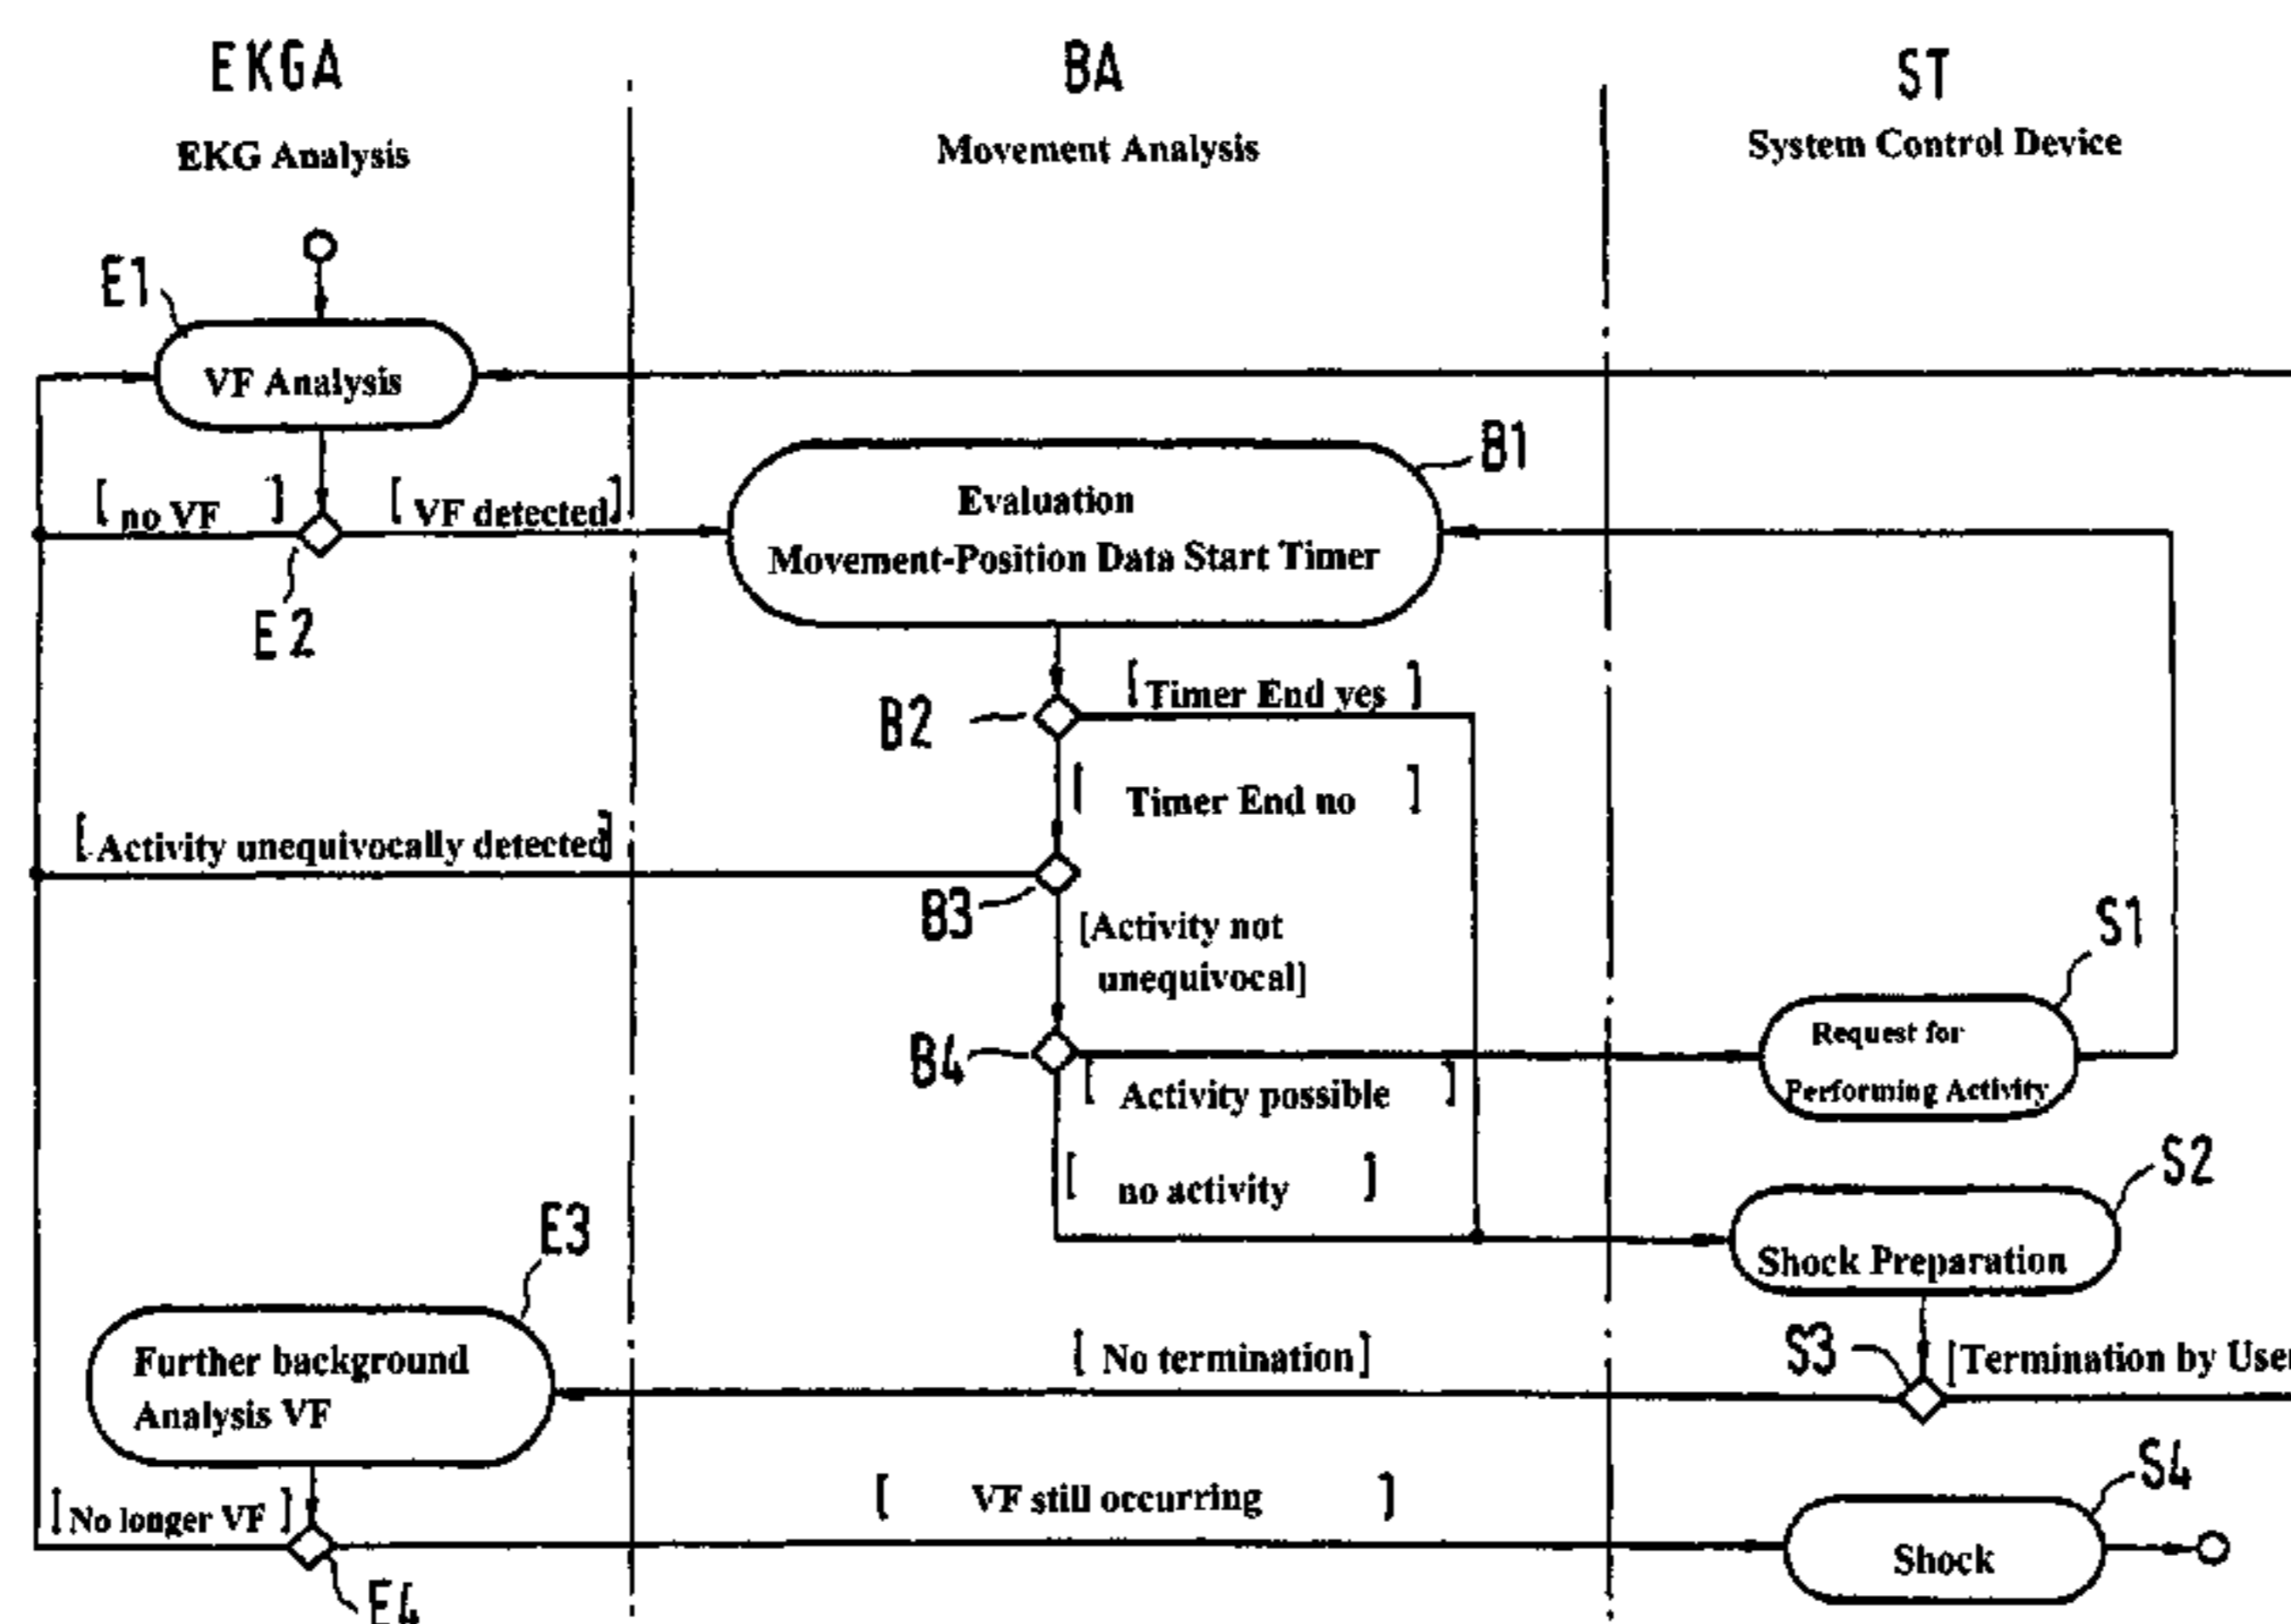 EKGA
BA
ST
EKG Analysis
Movement Analysis
System Control Device
E1
VF Analysis
B1
[ no VF ]
[ VF detected]
Evaluation
Movement-Position Data Start Timer
E2
[Timer End yes ]
B2
[ Timer End no ]
[Activity unequivocally detected]
B3
[Activity not
unequivocal]
S1
Request for
Performing Activity
B4
[ Activity possible ]
[ no activity ]
S2
Shock Preparation
E3
Further background
Analysis VF
[ No termination]
S3
[Termination by User
[No longer VF ]
[ VF still occurring ]
S4
Shock
E4